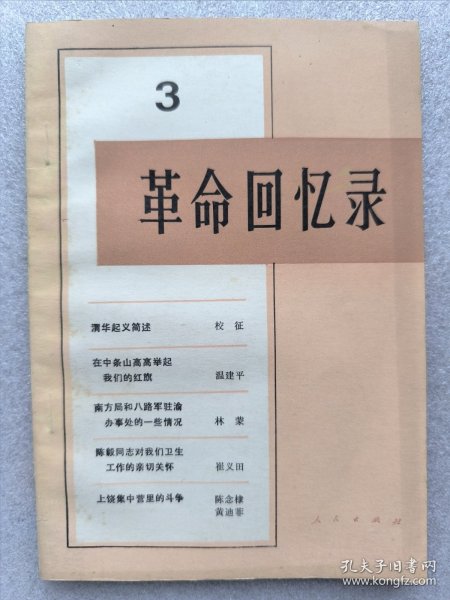 3
革命回忆录
渭华起义简述 校征
在中条山高高举起
我们的红旗 温建平
南方局和八路军驻渝
办事处的一些情况 林蒙
陈毅同志对我们卫生
工作的亲切关怀 崔义田
上饶集中营里的斗争 陈念棣
黄迪菲
人民出版社
孔夫子旧书网
www.kongfz.com